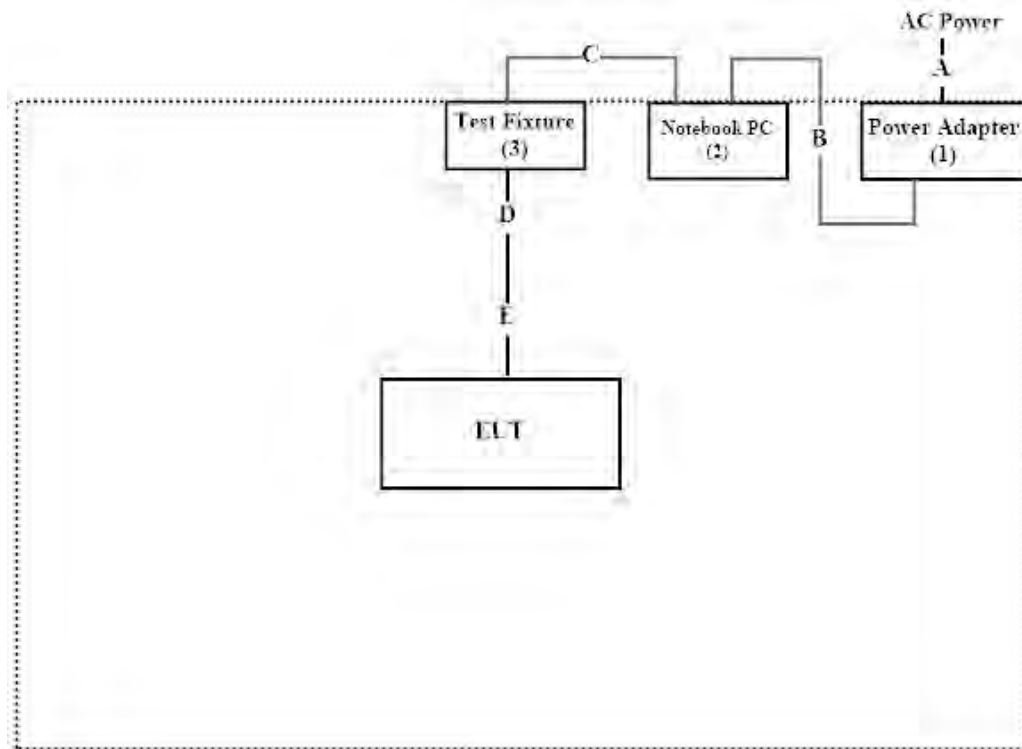 AC Power
A
C
Test Fixture
(3)
Notebook PC
(2)
B
Power Adapter
(1)
D
E
EUT